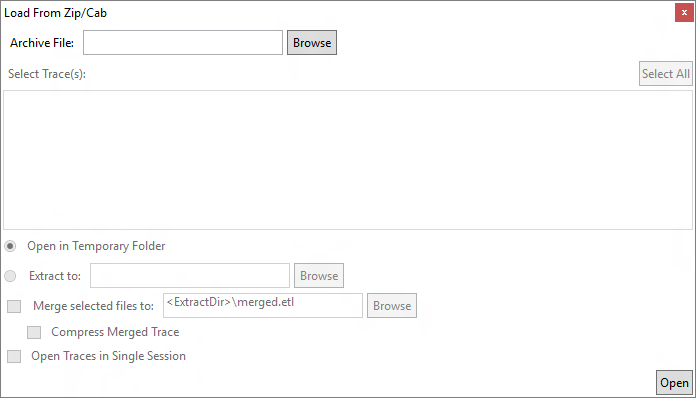 Load From Zip/Cab x
Archive File: Browse
Select Trace(s): Select All
Open in Temporary Folder
Extract to: Browse
Merge selected files to: <ExtractDir>\merged.etl Browse
Compress Merged Trace
Open Traces in Single Session
Open